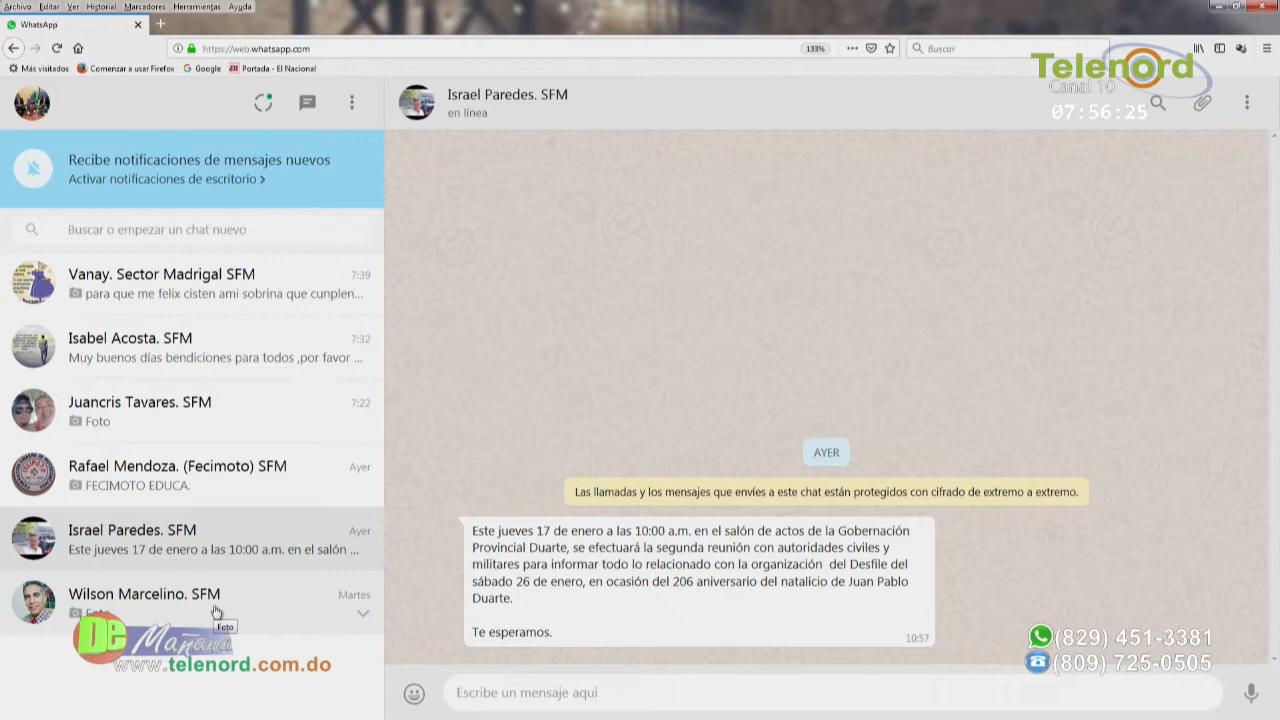 Archivo Editar Ver Historial Marcadores Herramientas Ayuda
WhatsApp
https://web.whatsapp.com
133%
Buscar
Más visitados Comenzar a usar Firefox Google Portada - El Nacional
Telenord
Canal 10
07:56:25
Israel Paredes. SFM
en línea
Recibe notificaciones de mensajes nuevos
Activar notificaciones de escritorio >
Buscar o empezar un chat nuevo
Vanay. Sector Madrigal SFM 7:39
para que me felix cisten ami sobrina que cunplen...
Isabel Acosta. SFM 7:32
Muy buenos días bendiciones para todos ,por favor ...
Juancris Tavares. SFM 7:22
Foto
Rafael Mendoza. (Fecimoto) SFM Ayer
FECIMOTO EDUCA.
Israel Paredes. SFM Ayer
Este jueves 17 de enero a las 10:00 a.m. en el salón ...
Wilson Marcelino. SFM Martes
Foto
Foto
De Mañana
www.telenord.com.do
AYER
Las llamadas y los mensajes que envíes a este chat están protegidos con cifrado de extremo a extremo.
Este jueves 17 de enero a las 10:00 a.m. en el salón de actos de la Gobernación
Provincial Duarte, se efectuará la segunda reunión con autoridades civiles y
militares para informar todo lo relacionado con la organización del Desfile del
sábado 26 de enero, en ocasión del 206 aniversario del natalicio de Juan Pablo
Duarte.
Te esperamos.
10:57
(829) 451-3381
(809) 725-0505
Escribe un mensaje aquí